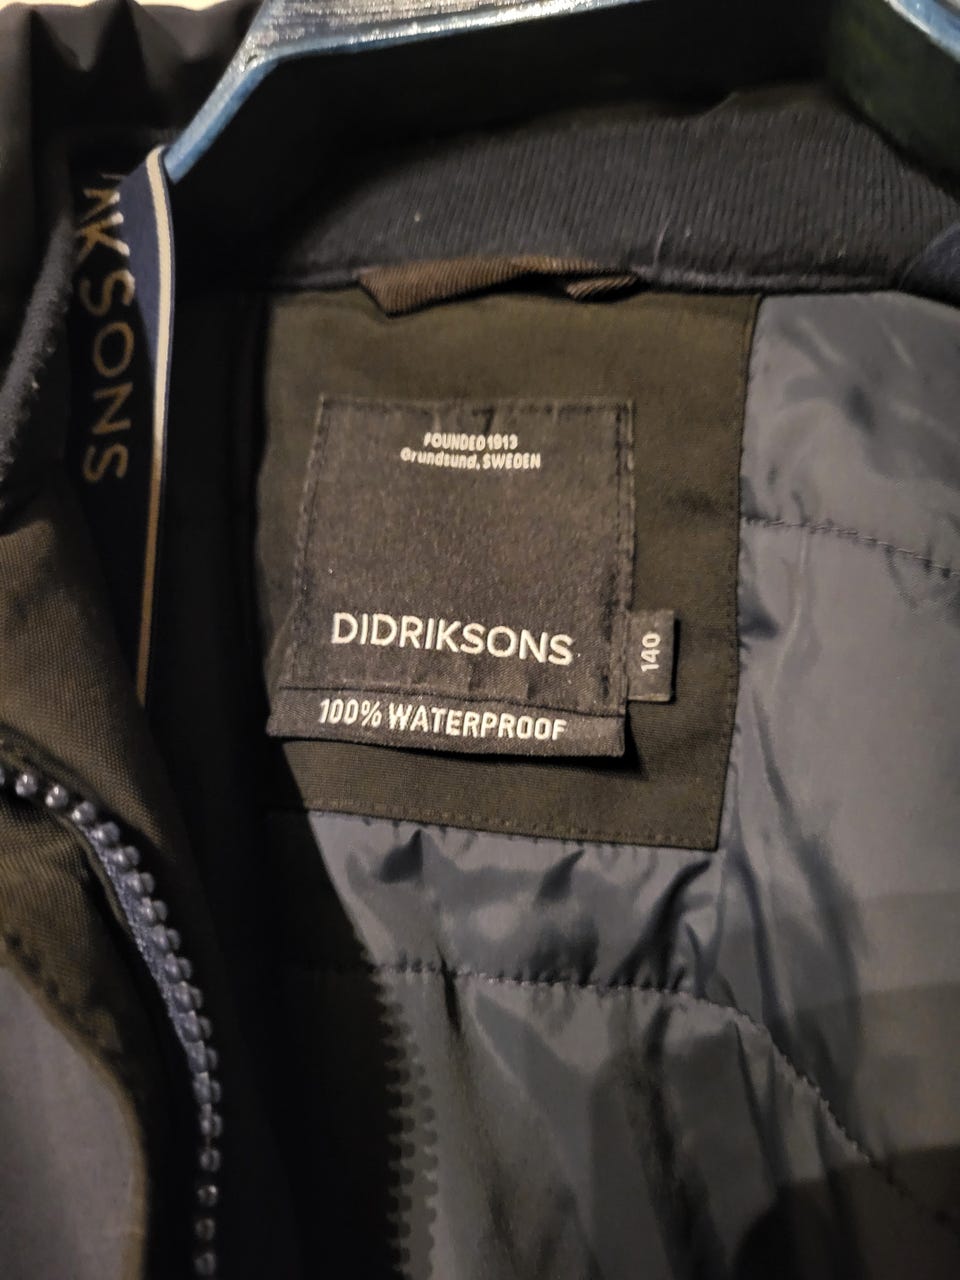 FOUNDED 1913
Grundsund, SWEDEN
DIDRIKSONS
140
100% WATERPROOF
KSONS